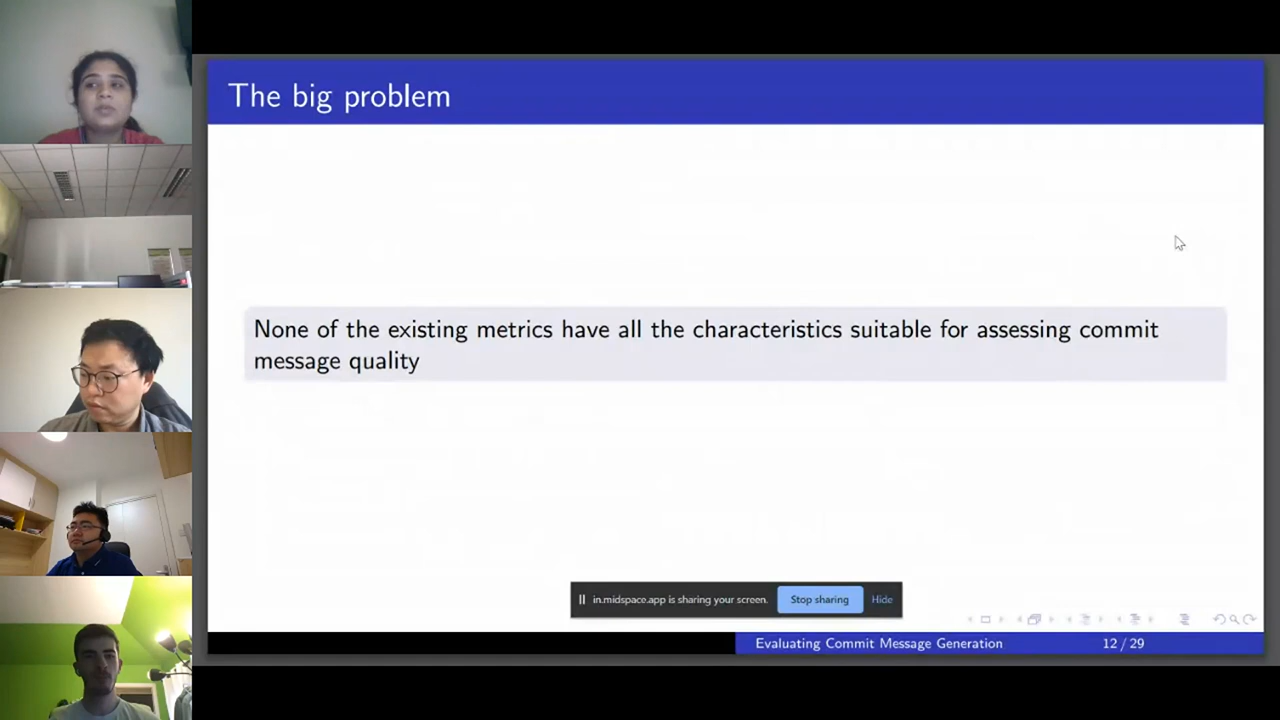 The big problem
None of the existing metrics have all the characteristics suitable for assessing commit
message quality
in.midspace.app is sharing your screen. Stop sharing Hide
Evaluating Commit Message Generation 12 / 29